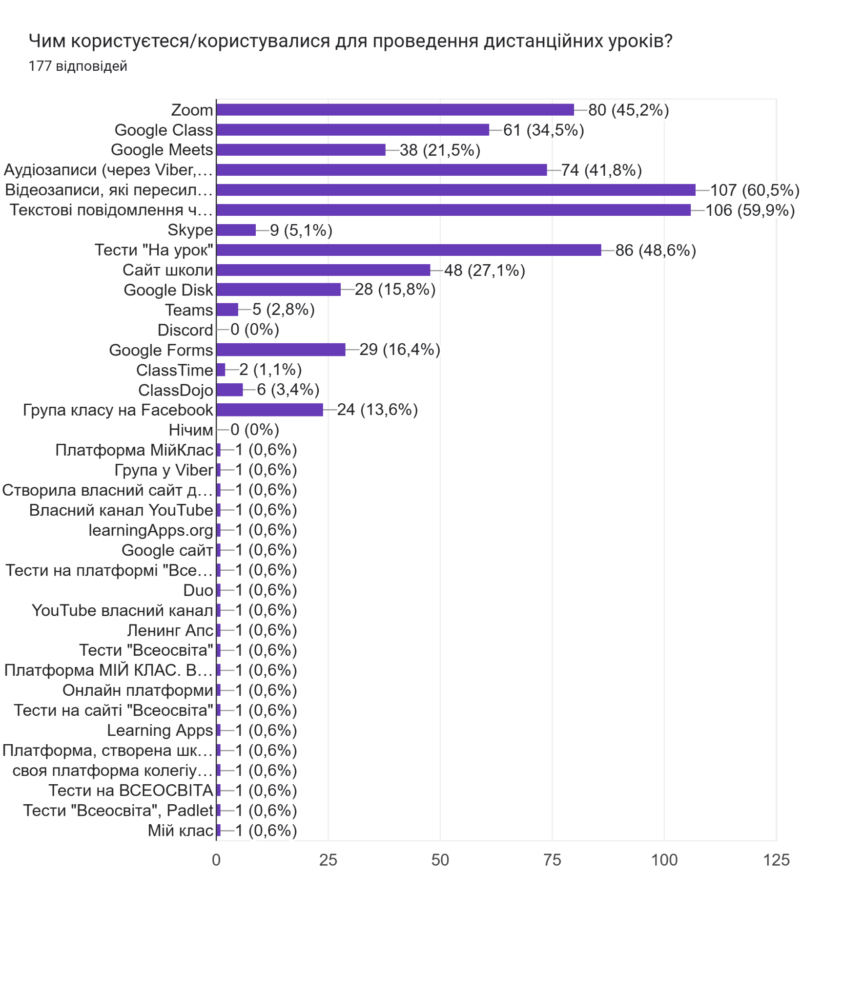 Чим користуєтеся/користувалися для проведення дистанційних уроків?
177 відповідей
Zoom 80 (45,2%)
Google Class 61 (34,5%)
Google Meets 38 (21,5%)
Аудіозаписи (через Viber,… 74 (41,8%)
Відеозаписи, які пересил… 107 (60,5%)
Текстові повідомлення ч… 106 (59,9%)
Skype 9 (5,1%)
Тести "На урок" 86 (48,6%)
Сайт школи 48 (27,1%)
Google Disk 28 (15,8%)
Teams 5 (2,8%)
Discord 0 (0%)
Google Forms 29 (16,4%)
ClassTime 2 (1,1%)
ClassDojo 6 (3,4%)
Група класу на Facebook 24 (13,6%)
Нічим 0 (0%)
Платформа МійКлас 1 (0,6%)
Група у Viber 1 (0,6%)
Створила власний сайт д… 1 (0,6%)
Власний канал YouTube 1 (0,6%)
learningApps.org 1 (0,6%)
Google сайт 1 (0,6%)
Тести на платформі "Все… 1 (0,6%)
Duo 1 (0,6%)
YouTube власний канал 1 (0,6%)
Ленинг Апс 1 (0,6%)
Тести "Всеосвіта" 1 (0,6%)
Платформа МІЙ КЛАС. В… 1 (0,6%)
Онлайн платформи 1 (0,6%)
Тести на сайті "Всеосвіта" 1 (0,6%)
Learning Apps 1 (0,6%)
Платформа, створена шк… 1 (0,6%)
своя платформа колегіу… 1 (0,6%)
Тести на ВСЕОСВІТА 1 (0,6%)
Тести "Всеосвіта", Padlet 1 (0,6%)
Мій клас 1 (0,6%)
0 25 50 75 100 125